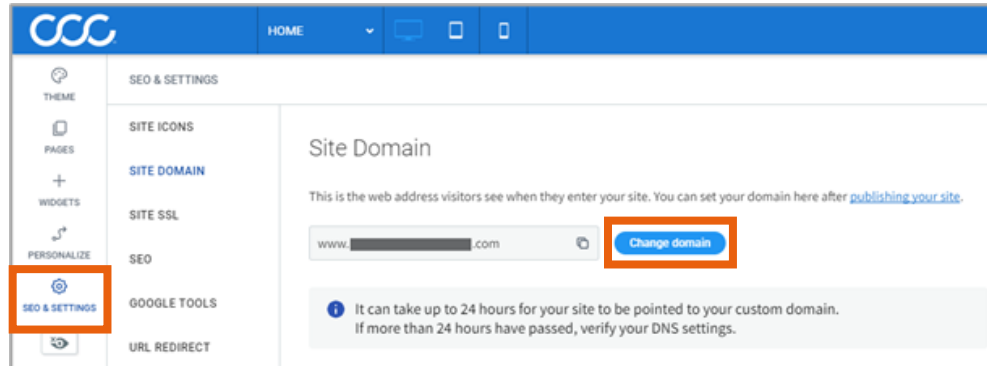 CCC
HOME
THEME
PAGES
WIDGETS
PERSONALIZE
SEO & SETTINGS
SEO & SETTINGS
SITE ICONS
SITE DOMAIN
SITE SSL
SEO
GOOGLE TOOLS
URL REDIRECT
Site Domain
This is the web address visitors see when they enter your site. You can set your domain here after publishing your site.
www. .com
Change domain
It can take up to 24 hours for your site to be pointed to your custom domain.
If more than 24 hours have passed, verify your DNS settings.